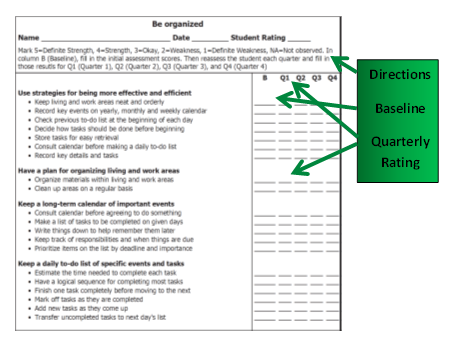 Be organized
Name Date Student Rating
Mark 5=Definite Strength, 4=Strength, 3=Okay, 2=Weakness, 1=Definite Weakness, NA=Not observed. In
column B (Baseline), fill in the initial assessment scores. Then reassess the student each quarter and fill in
those results for Q1 (Quarter 1), Q2 (Quarter 2), Q3 (Quarter 3), and Q4 (Quarter 4)
B Q1 Q2 Q3 Q4
Use strategies for being more effective and efficient
• Keep living and work areas neat and orderly
• Record key events on yearly, monthly and weekly calendar
• Check previous to-do list at the beginning of each day
• Decide how tasks should be done before beginning
• Store tasks for easy retrieval
• Consult calendar before making a daily to-do list
• Record key details and tasks
Have a plan for organizing living and work areas
• Organize materials within living and work areas
• Clean up areas on a regular basis
Keep a long-term calendar of important events
• Consult calendar before agreeing to do something
• Make a list of tasks to be completed on given days
• Write things down to help remember them later
• Keep track of responsibilities and when things are due
• Prioritize items on the list by deadline and importance
Keep a daily to-do list of specific events and tasks
• Estimate the time needed to complete each task
• Have a logical sequence for completing most tasks
• Finish one task completely before moving to the next
• Mark off tasks as they are completed
• Add new tasks as they come up
• Transfer uncompleted tasks to next day's list
Directions
Baseline
Quarterly
Rating